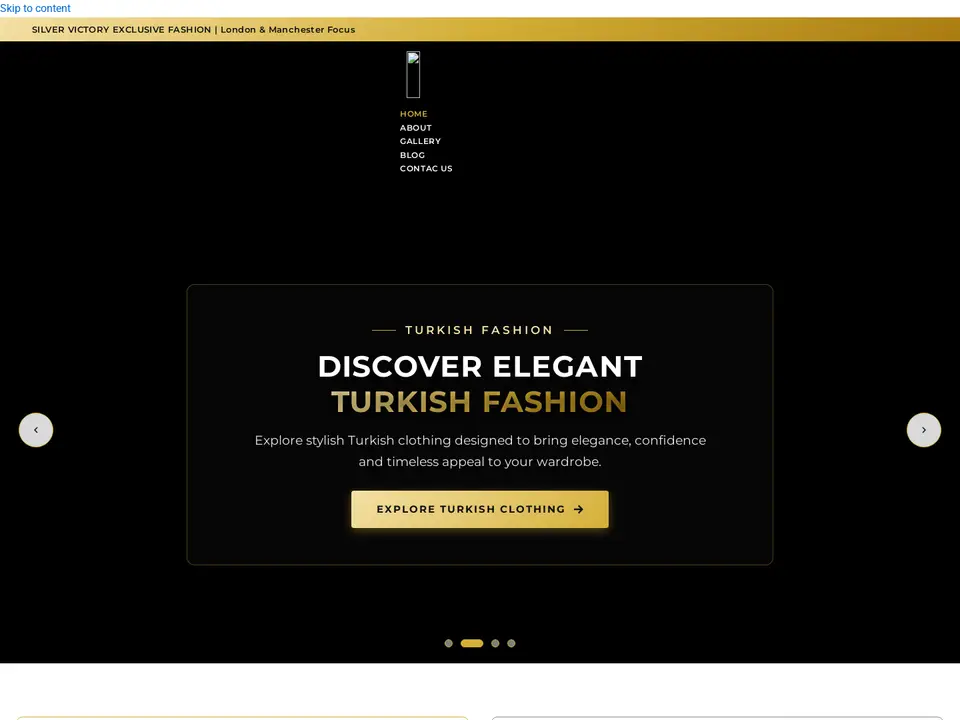 Skip to content
SILVER VICTORY EXCLUSIVE FASHION | London & Manchester Focus
HOME
ABOUT
GALLERY
BLOG
CONTAC US
TURKISH FASHION
DISCOVER ELEGANT
TURKISH FASHION
Explore stylish Turkish clothing designed to bring elegance, confidence
and timeless appeal to your wardrobe.
EXPLORE TURKISH CLOTHING →